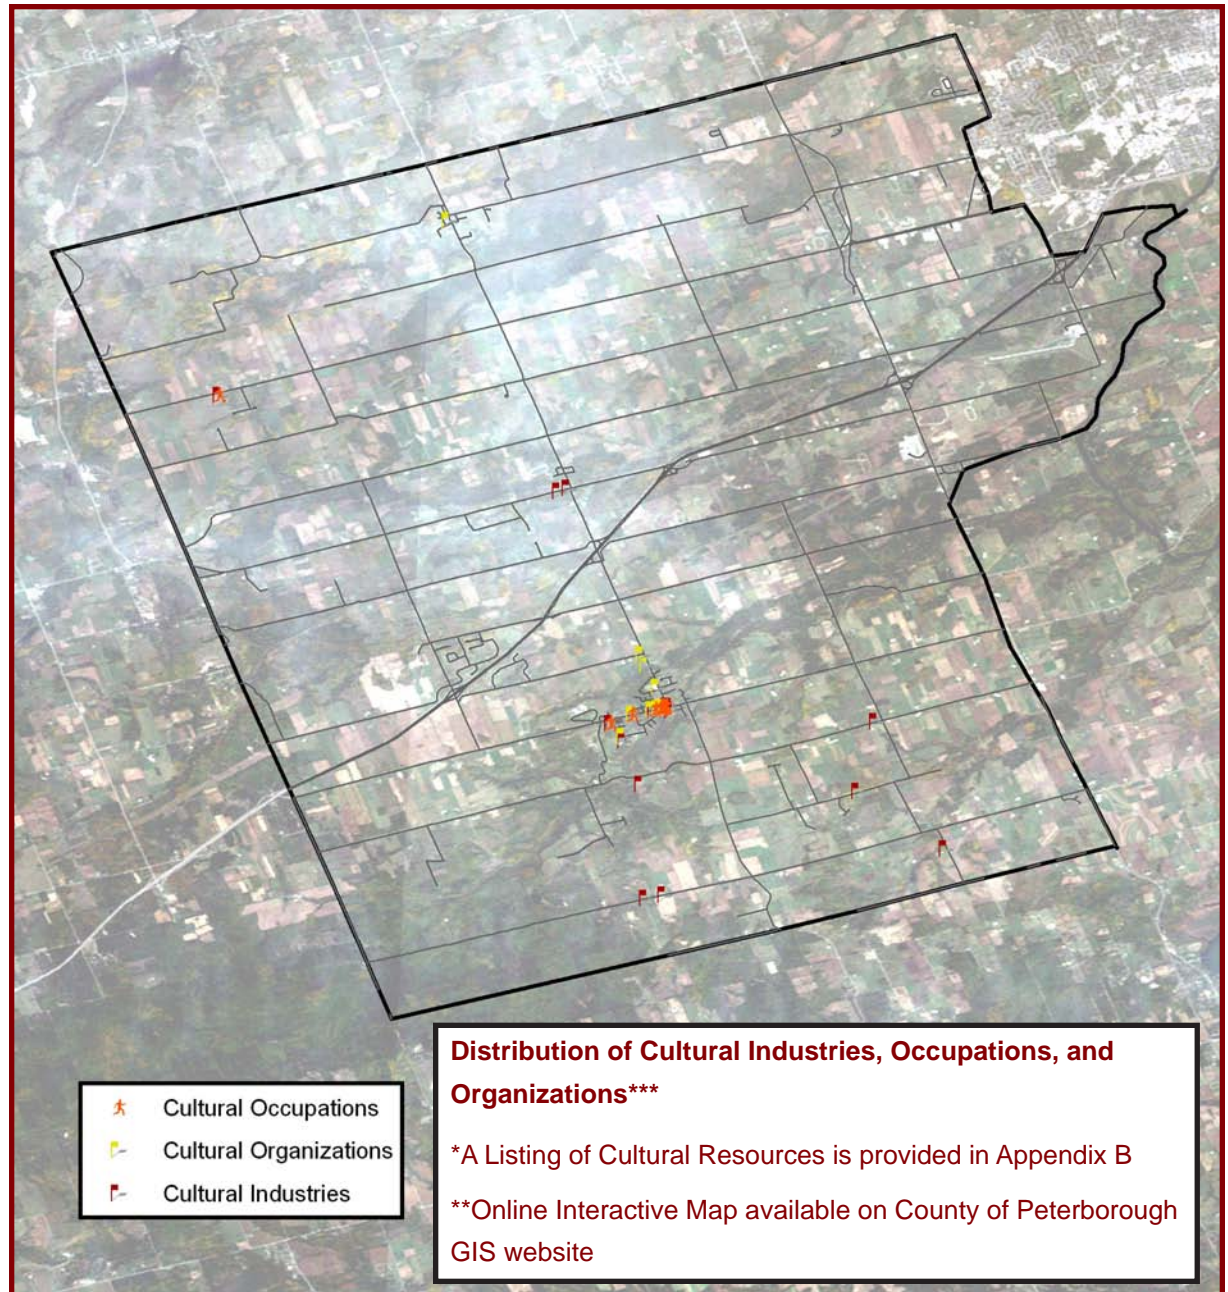 Cultural Occupations
Cultural Organizations
Cultural Industries
Distribution of Cultural Industries, Occupations, and
Organizations***
*A Listing of Cultural Resources is provided in Appendix B
**Online Interactive Map available on County of Peterborough
GIS website